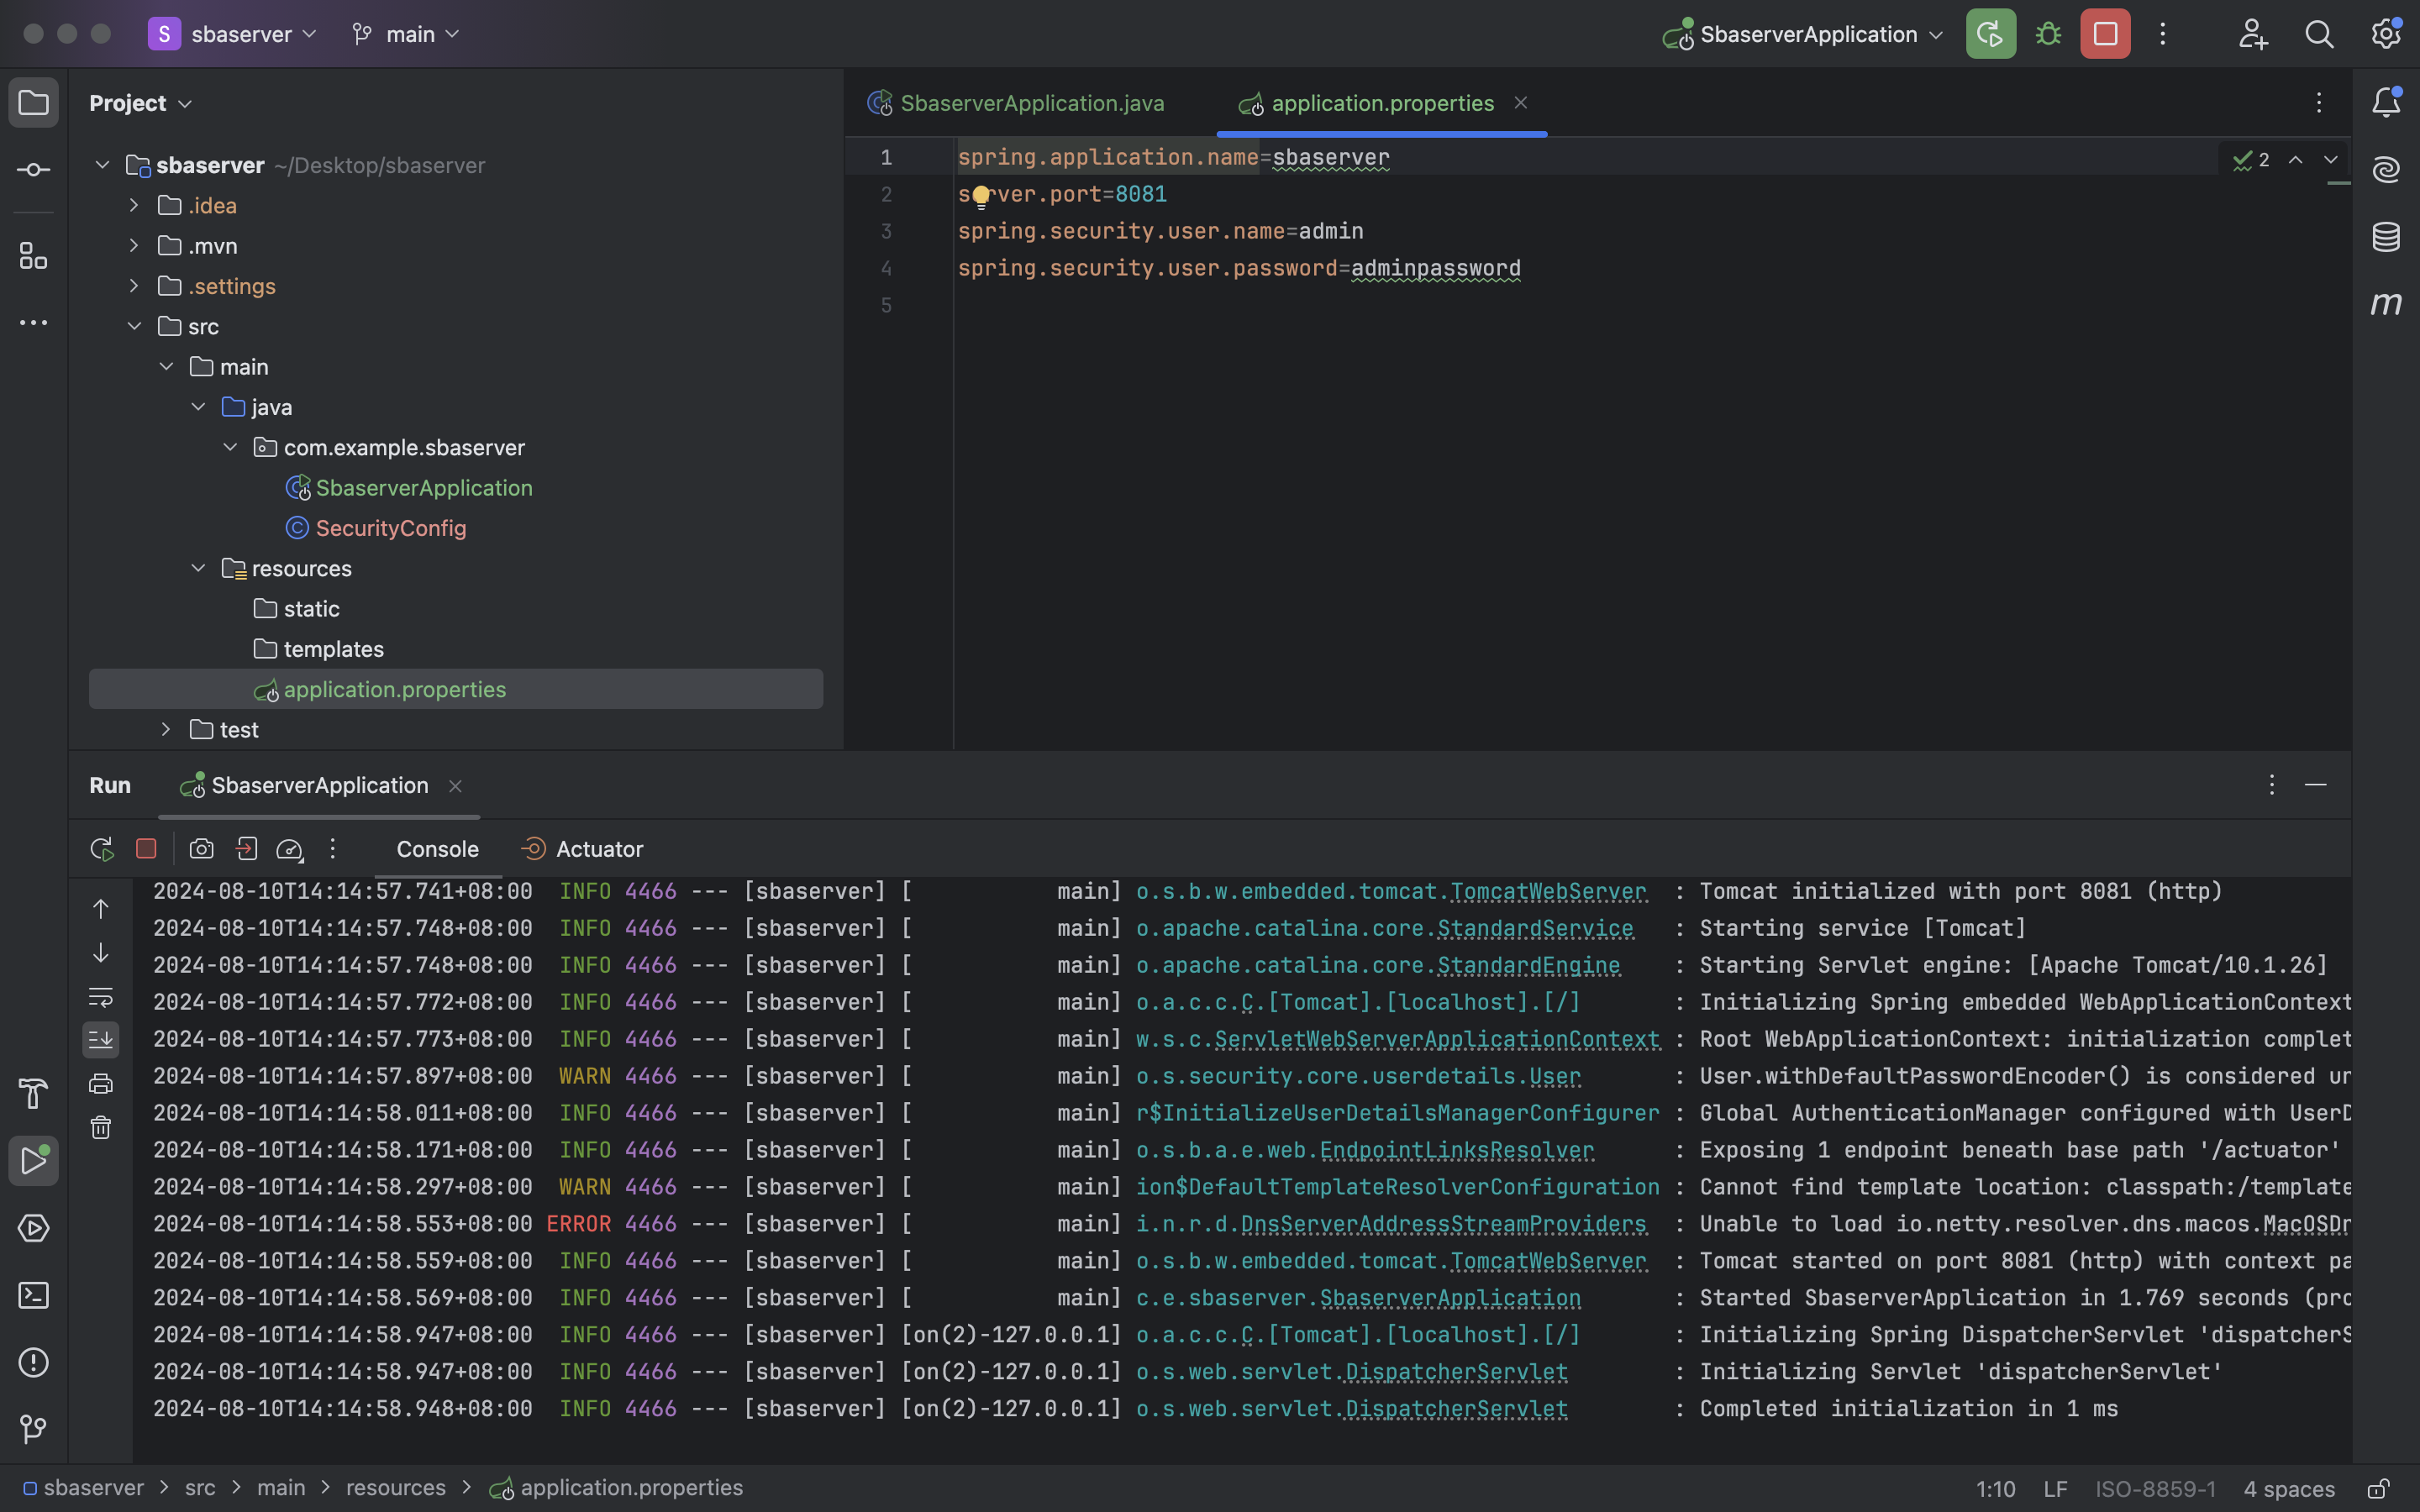 S sbaserver main SbaserverApplication
Project
sbaserver ~/Desktop/sbaserver
.idea
.mvn
.settings
src
main
java
com.example.sbaserver
SbaserverApplication
SecurityConfig
resources
static
templates
application.properties
test
SbaserverApplication.java application.properties
1 spring.application.name=sbaserver
2 server.port=8081
3 spring.security.user.name=admin
4 spring.security.user.password=adminpassword
5
2
m
Run SbaserverApplication
Console Actuator
2024-08-10T14:14:57.741+08:00 INFO 4466 --- [sbaserver] [ main] o.s.b.w.embedded.tomcat.TomcatWebServer : Tomcat initialized with port 8081 (http)
2024-08-10T14:14:57.748+08:00 INFO 4466 --- [sbaserver] [ main] o.apache.catalina.core.StandardService : Starting service [Tomcat]
2024-08-10T14:14:57.748+08:00 INFO 4466 --- [sbaserver] [ main] o.apache.catalina.core.StandardEngine : Starting Servlet engine: [Apache Tomcat/10.1.26]
2024-08-10T14:14:57.772+08:00 INFO 4466 --- [sbaserver] [ main] o.a.c.c.C.[Tomcat].[localhost].[/] : Initializing Spring embedded WebApplicationContext
2024-08-10T14:14:57.773+08:00 INFO 4466 --- [sbaserver] [ main] w.s.c.ServletWebServerApplicationContext : Root WebApplicationContext: initialization complet
2024-08-10T14:14:57.897+08:00 WARN 4466 --- [sbaserver] [ main] o.s.security.core.userdetails.User : User.withDefaultPasswordEncoder() is considered un
2024-08-10T14:14:58.011+08:00 INFO 4466 --- [sbaserver] [ main] r$InitializeUserDetailsManagerConfigurer : Global AuthenticationManager configured with UserD
2024-08-10T14:14:58.171+08:00 INFO 4466 --- [sbaserver] [ main] o.s.b.a.e.web.EndpointLinksResolver : Exposing 1 endpoint beneath base path '/actuator'
2024-08-10T14:14:58.297+08:00 WARN 4466 --- [sbaserver] [ main] ion$DefaultTemplateResolverConfiguration : Cannot find template location: classpath:/template
2024-08-10T14:14:58.553+08:00 ERROR 4466 --- [sbaserver] [ main] i.n.r.d.DnsServerAddressStreamProviders : Unable to load io.netty.resolver.dns.macos.MacOSDn
2024-08-10T14:14:58.559+08:00 INFO 4466 --- [sbaserver] [ main] o.s.b.w.embedded.tomcat.TomcatWebServer : Tomcat started on port 8081 (http) with context pa
2024-08-10T14:14:58.569+08:00 INFO 4466 --- [sbaserver] [ main] c.e.sbaserver.SbaserverApplication : Started SbaserverApplication in 1.769 seconds (pro
2024-08-10T14:14:58.947+08:00 INFO 4466 --- [sbaserver] [on(2)-127.0.0.1] o.a.c.c.C.[Tomcat].[localhost].[/] : Initializing Spring DispatcherServlet 'dispatcherS
2024-08-10T14:14:58.947+08:00 INFO 4466 --- [sbaserver] [on(2)-127.0.0.1] o.s.web.servlet.DispatcherServlet : Initializing Servlet 'dispatcherServlet'
2024-08-10T14:14:58.948+08:00 INFO 4466 --- [sbaserver] [on(2)-127.0.0.1] o.s.web.servlet.DispatcherServlet : Completed initialization in 1 ms
sbaserver > src > main > resources > application.properties 1:10 LF ISO-8859-1 4 spaces